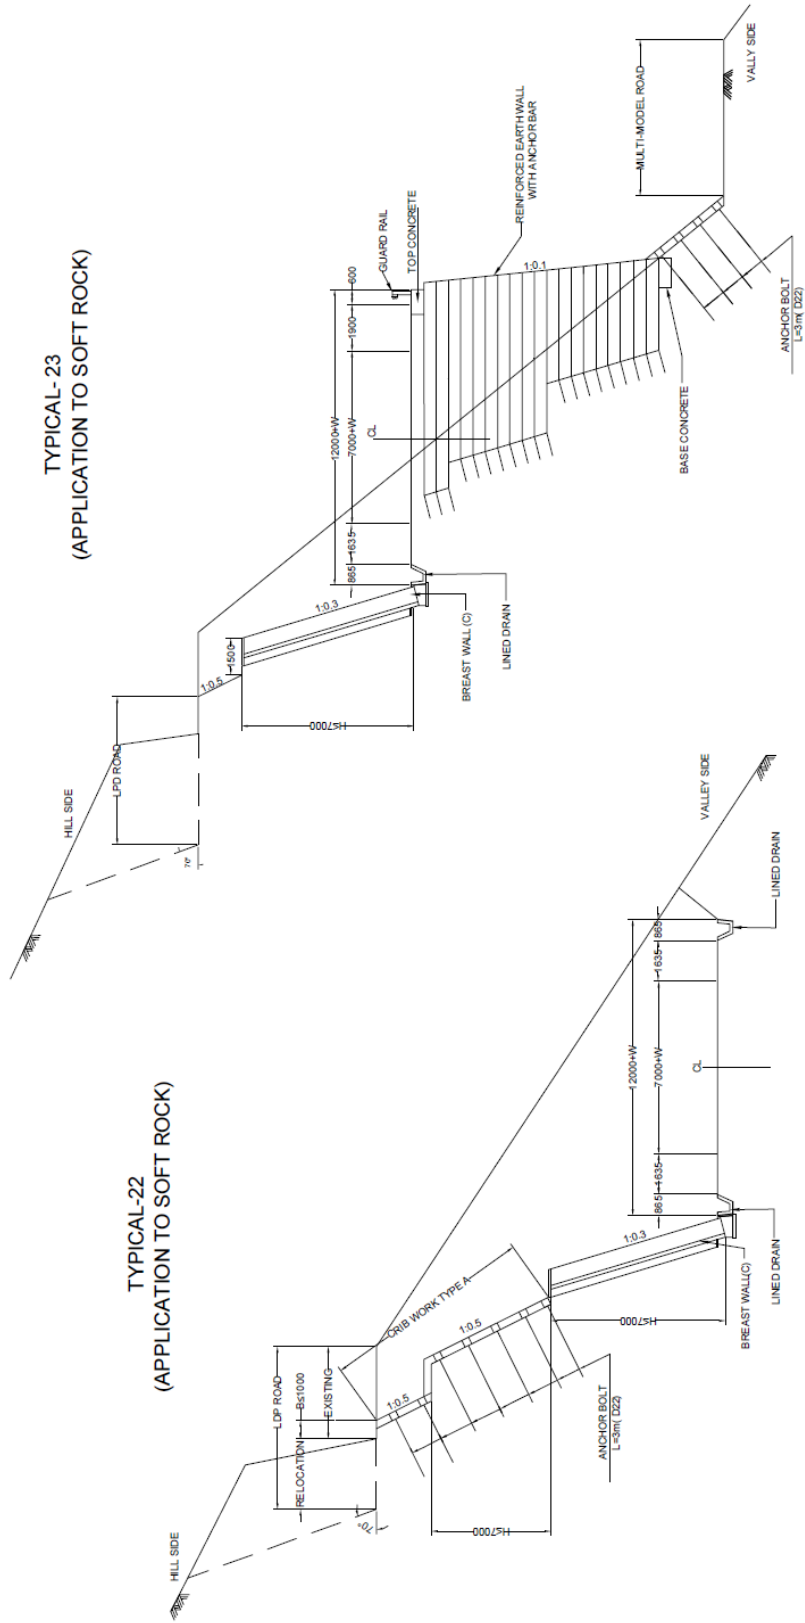 TYPICAL- 23
(APPLICATION TO SOFT ROCK)
HILL SIDE
LPD ROAD
70°
1:0.5
1500
1:0.3
H≤7000
BREAST WALL (C)
LINED DRAIN
865
1635
7000+W
1900
600
12000+W
CL
GUARD RAIL
TOP CONCRETE
REINFORCED EARTH WALL
WITH ANCHOR BAR
1:0.1
BASE CONCRETE
MULTI-MODEL ROAD
VALLY SIDE
ANCHOR BOLT
L=3m( D22)
TYPICAL-22
(APPLICATION TO SOFT ROCK)
HILL SIDE
LDP ROAD
RELOCATION
B≤1000
EXISTING
70°
CRIB WORK TYPE A
1:0.5
1:0.5
H≤7000
ANCHOR BOLT
L=3m( D22)
1:0.3
H≤7000
BREAST WALL(C)
LINED DRAIN
865
1635
7000+W
1635
865
12000+W
CL
LINED DRAIN
VALLEY SIDE